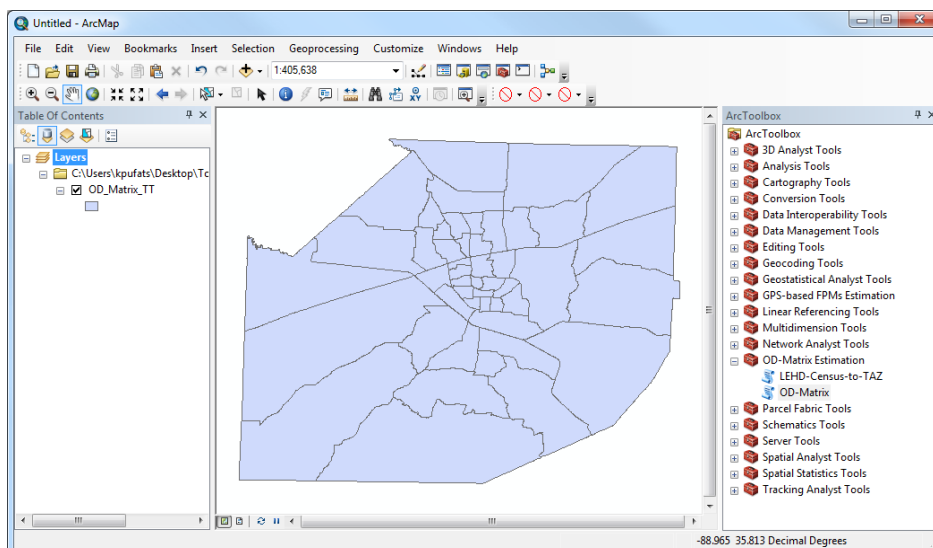 Untitled - ArcMap
File Edit View Bookmarks Insert Selection Geoprocessing Customize Windows Help
1:405,638
Table Of Contents
Layers
C:\Users\kpufats\Desktop\Tc
OD_Matrix_TT
ArcToolbox
ArcToolbox
3D Analyst Tools
Analysis Tools
Cartography Tools
Conversion Tools
Data Interoperability Tools
Data Management Tools
Editing Tools
Geocoding Tools
Geostatistical Analyst Tools
GPS-based FPMs Estimation
Linear Referencing Tools
Multidimension Tools
Network Analyst Tools
OD-Matrix Estimation
LEHD-Census-to-TAZ
OD-Matrix
Parcel Fabric Tools
Schematics Tools
Server Tools
Spatial Analyst Tools
Spatial Statistics Tools
Tracking Analyst Tools
-88.965 35.813 Decimal Degrees